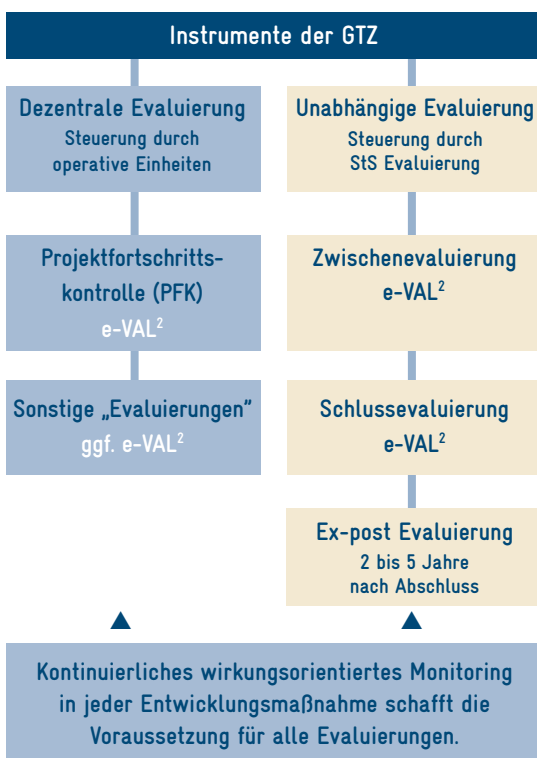 Instrumente der GTZ
Dezentrale Evaluierung
Steuerung durch
operative Einheiten
Projektfortschritts-
kontrolle (PFK)
e-VAL²
Sonstige „Evaluierungen”
ggf. e-VAL²
Unabhängige Evaluierung
Steuerung durch
StS Evaluierung
Zwischenevaluierung
e-VAL²
Schlussevaluierung
e-VAL²
Ex-post Evaluierung
2 bis 5 Jahre
nach Abschluss
Kontinuierliches wirkungsorientiertes Monitoring
in jeder Entwicklungsmaßnahme schafft die
Voraussetzung für alle Evaluierungen.